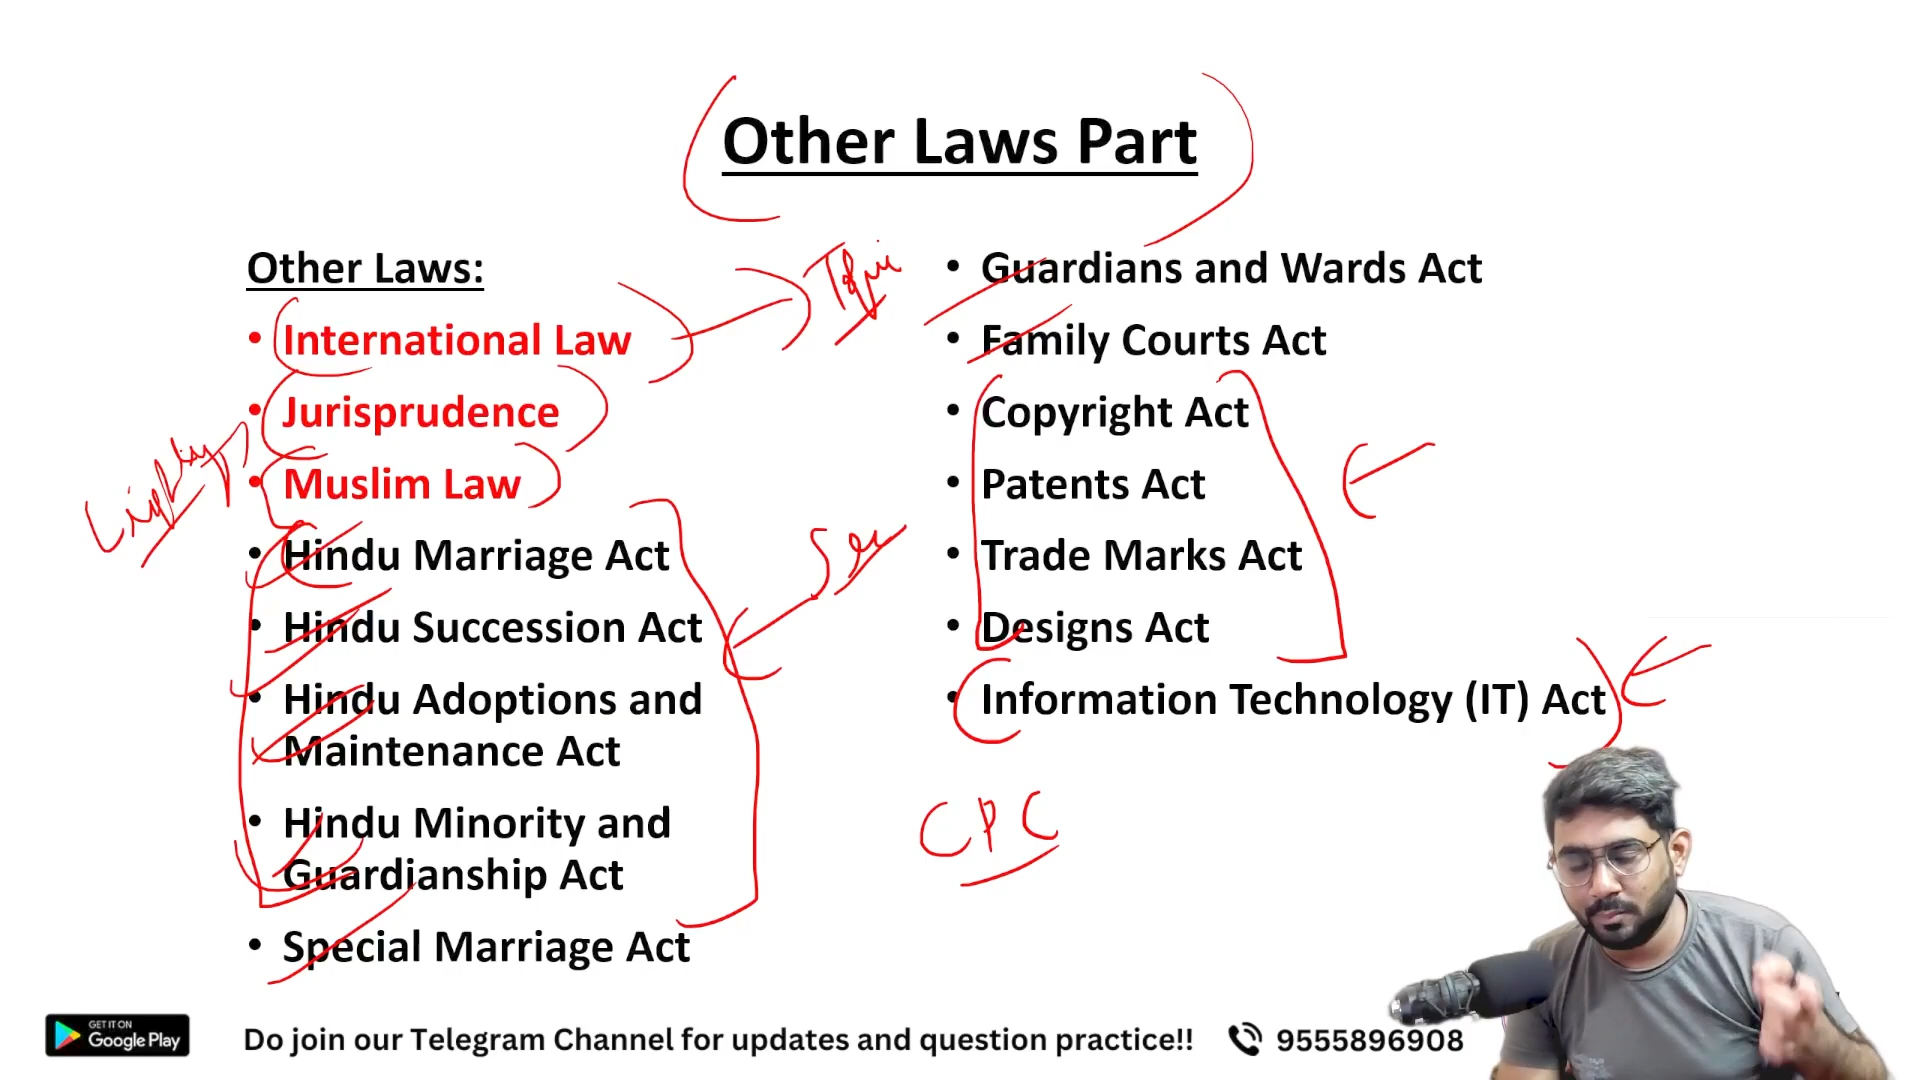 Other Laws Part
Other Laws:
• International Law
• Jurisprudence
• Muslim Law
• Hindu Marriage Act
• Hindu Succession Act
• Hindu Adoptions and
Maintenance Act
• Hindu Minority and
Guardianship Act
• Special Marriage Act
• Guardians and Wards Act
• Family Courts Act
• Copyright Act
• Patents Act
• Trade Marks Act
• Designs Act
• Information Technology (IT) Act
CPC
GET IT ON
Google Play
Do join our Telegram Channel for updates and question practice!!
9555896908